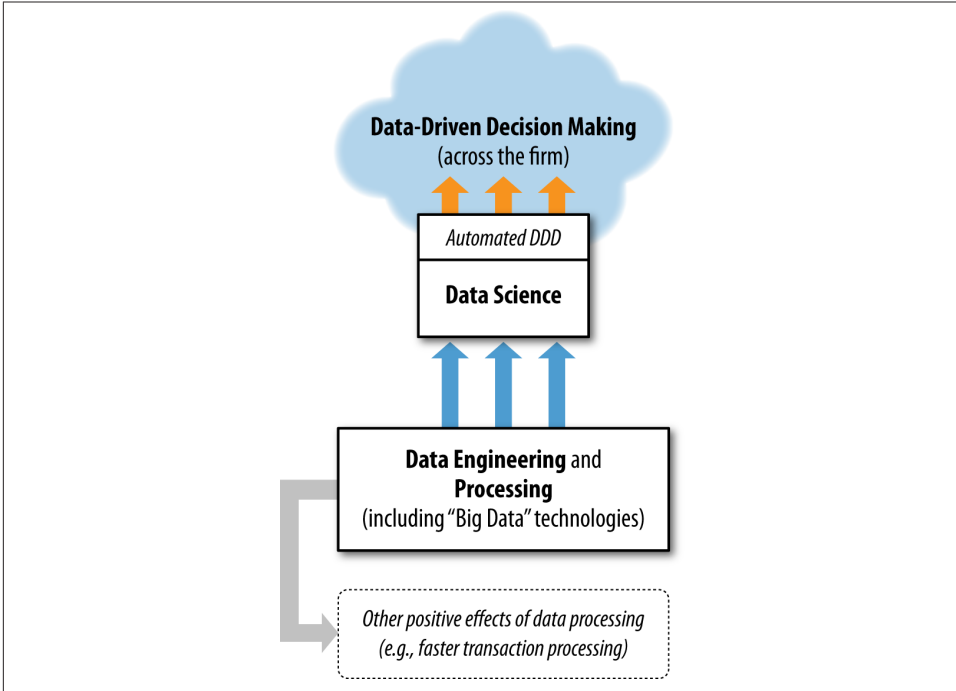 Data-Driven Decision Making
(across the firm)
Automated DDD
Data Science
Data Engineering and
Processing
(including “Big Data” technologies)
Other positive effects of data processing
(e.g., faster transaction processing)